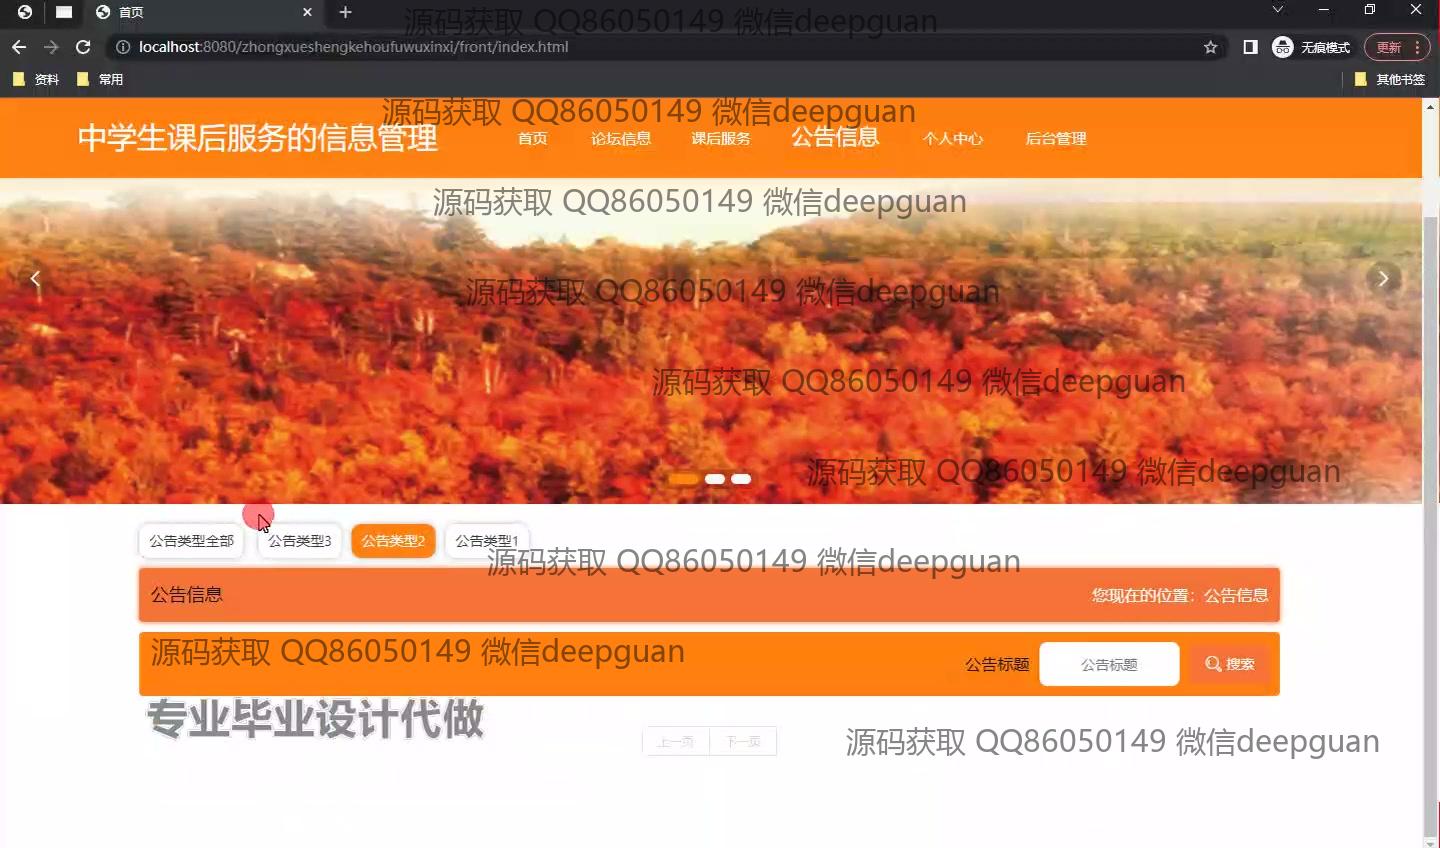 首页
源码获取 QQ86050149 微信deepguan
localhost:8080/zhongxueshengkehoufuwuxinxi/front/index.html
无痕模式
更新
资料
常用
其他书签
源码获取 QQ86050149 微信deepguan
中学生课后服务的信息管理
首页
论坛信息
课后服务
公告信息
个人中心
后台管理
源码获取 QQ86050149 微信deepguan
源码获取 QQ86050149 微信deepguan
源码获取 QQ86050149 微信deepguan
源码获取 QQ86050149 微信deepguan
公告类型全部
公告类型3
公告类型2
公告类型1
源码获取 QQ86050149 微信deepguan
公告信息
您现在的位置：公告信息
源码获取 QQ86050149 微信deepguan
公告标题
公告标题
搜索
专业毕业设计代做
上一页
下一页
源码获取 QQ86050149 微信deepguan